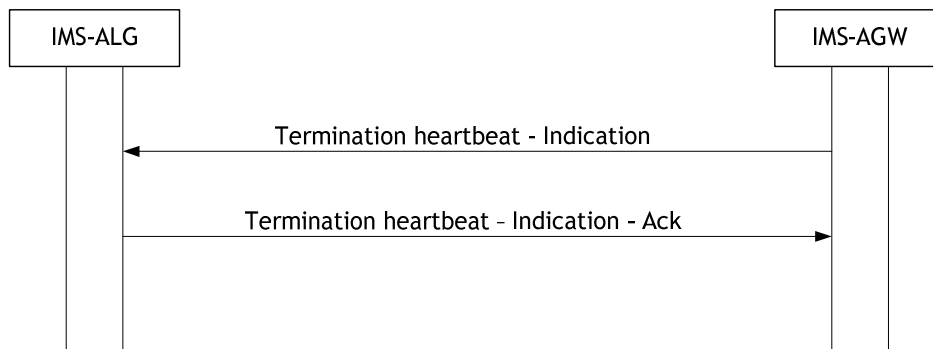 IMS-ALG
IMS-AGW
Termination heartbeat - Indication
Termination heartbeat – Indication - Ack